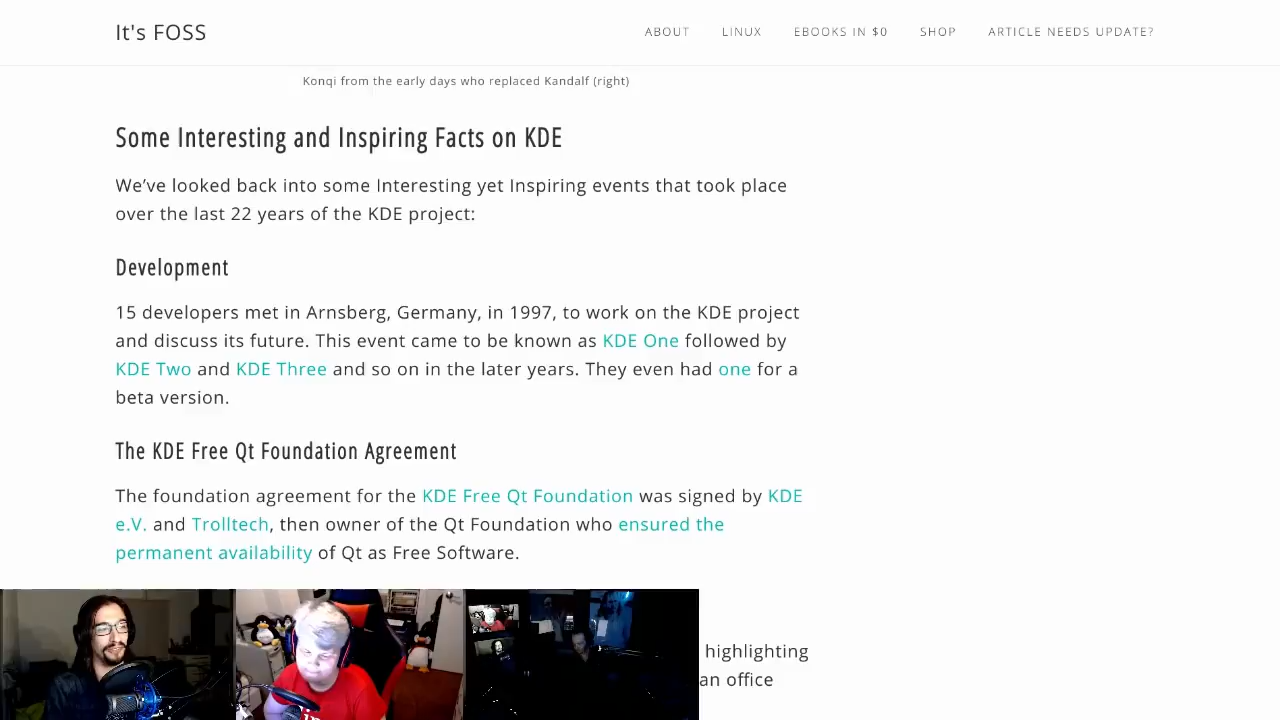 It's FOSS
ABOUT
LINUX
EBOOKS IN $0
SHOP
ARTICLE NEEDS UPDATE?
Konqi from the early days who replaced Kandalf (right)
Some Interesting and Inspiring Facts on KDE
We’ve looked back into some Interesting yet Inspiring events that took place
over the last 22 years of the KDE project:
Development
15 developers met in Arnsberg, Germany, in 1997, to work on the KDE project
and discuss its future. This event came to be known as KDE One followed by
KDE Two and KDE Three and so on in the later years. They even had one for a
beta version.
The KDE Free Qt Foundation Agreement
The foundation agreement for the KDE Free Qt Foundation was signed by KDE
e.V. and Trolltech, then owner of the Qt Foundation who ensured the
permanent availability of Qt as Free Software.
highlighting
an office